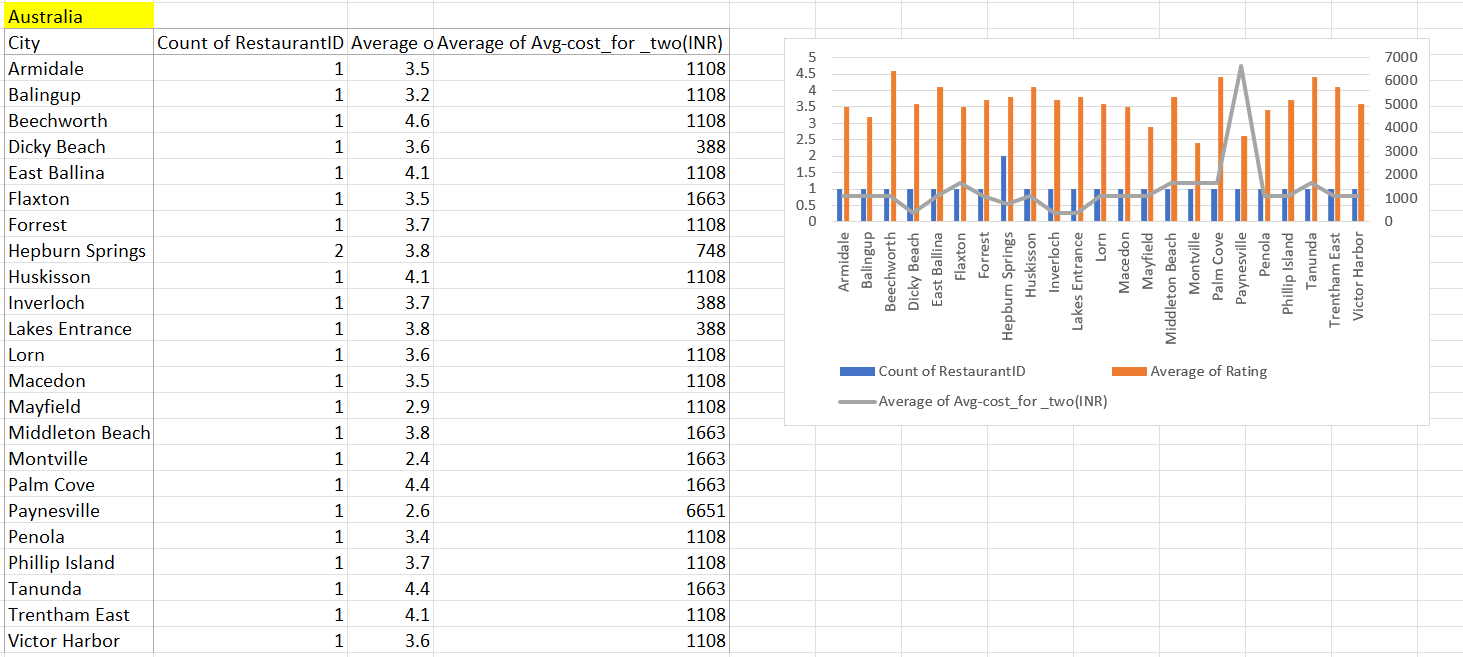 Australia
City Count of RestaurantID Average o Average of Avg-cost_for _two(INR)
Armidale 1 3.5 1108
Balingup 1 3.2 1108
Beechworth 1 4.6 1108
Dicky Beach 1 3.6 388
East Ballina 1 4.1 1108
Flaxton 1 3.5 1663
Forrest 1 3.7 1108
Hepburn Springs 2 3.8 748
Huskisson 1 4.1 1108
Inverloch 1 3.7 388
Lakes Entrance 1 3.8 388
Lorn 1 3.6 1108
Macedon 1 3.5 1108
Mayfield 1 2.9 1108
Middleton Beach 1 3.8 1663
Montville 1 2.4 1663
Palm Cove 1 4.4 1663
Paynesville 1 2.6 6651
Penola 1 3.4 1108
Phillip Island 1 3.7 1108
Tanunda 1 4.4 1663
Trentham East 1 4.1 1108
Victor Harbor 1 3.6 1108
5
4.5
4
3.5
3
2.5
2
1.5
1
0.5
0
7000
6000
5000
4000
3000
2000
1000
0
Armidale
Balingup
Beechworth
Dicky Beach
East Ballina
Flaxton
Forrest
Hepburn Springs
Huskisson
Inverloch
Lakes Entrance
Lorn
Macedon
Mayfield
Middleton Beach
Montville
Palm Cove
Paynesville
Penola
Phillip Island
Tanunda
Trentham East
Victor Harbor
Count of RestaurantID Average of Rating
Average of Avg-cost_for _two(INR)